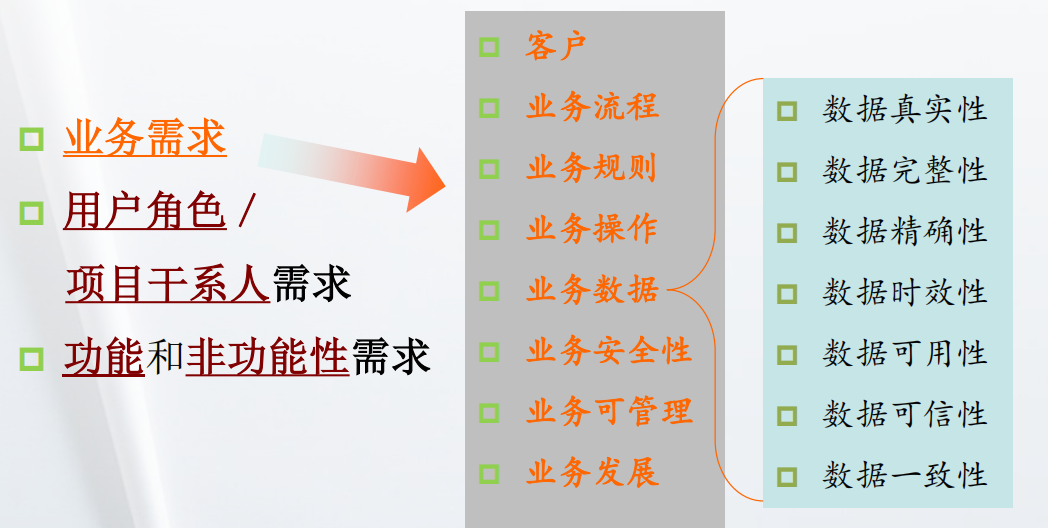 业务需求
用户角色 /
项目干系人需求
功能和非功能性需求
客户
业务流程
业务规则
业务操作
业务数据
业务安全性
业务可管理
业务发展
数据真实性
数据完整性
数据精确性
数据时效性
数据可用性
数据可信性
数据一致性